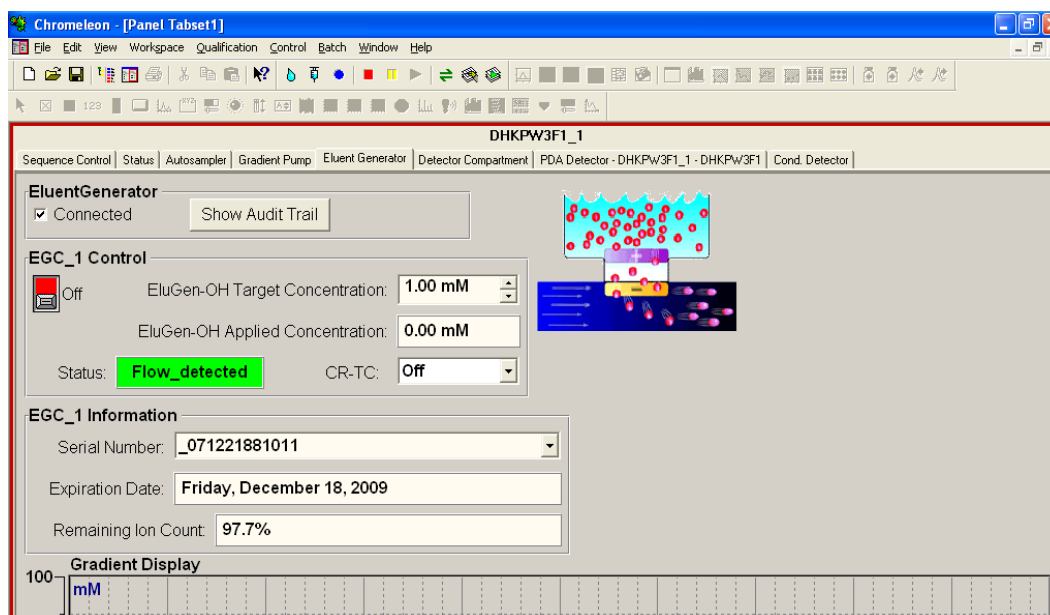 Chromeleon - [Panel Tabset1]
File Edit View Workspace Qualification Control Batch Window Help
123
DHKPW3F1_1
Sequence Control Status Autosampler Gradient Pump Eluent Generator Detector Compartment PDA Detector - DHKPW3F1_1 - DHKPW3F1 Cond. Detector
EluentGenerator
Connected Show Audit Trail
EGC_1 Control
Off EluGen-OH Target Concentration: 1.00 mM
EluGen-OH Applied Concentration: 0.00 mM
Status: Flow_detected CR-TC: Off
EGC_1 Information
Serial Number: _071221881011
Expiration Date: Friday, December 18, 2009
Remaining Ion Count: 97.7%
Gradient Display
100
mM